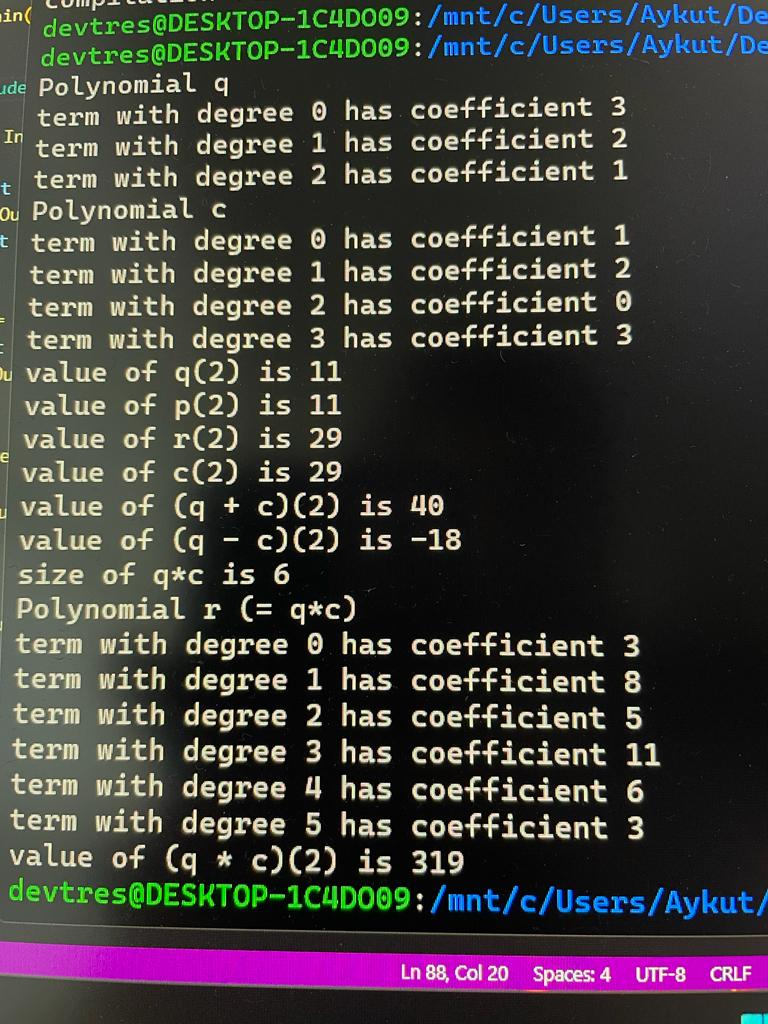 devtres@DESKTOP-1C4DO09:/mnt/c/Users/Aykut/De
devtres@DESKTOP-1C4DO09:/mnt/c/Users/Aykut/De
Polynomial q
term with degree 0 has coefficient 3
term with degree 1 has coefficient 2
term with degree 2 has coefficient 1
Polynomial c
term with degree 0 has coefficient 1
term with degree 1 has coefficient 2
term with degree 2 has coefficient 0
term with degree 3 has coefficient 3
value of q(2) is 11
value of p(2) is 11
value of r(2) is 29
value of c(2) is 29
value of (q + c)(2) is 40
value of (q - c)(2) is -18
size of q*c is 6
Polynomial r (= q*c)
term with degree 0 has coefficient 3
term with degree 1 has coefficient 8
term with degree 2 has coefficient 5
term with degree 3 has coefficient 11
term with degree 4 has coefficient 6
term with degree 5 has coefficient 3
value of (q * c)(2) is 319
devtres@DESKTOP-1C4DO09:/mnt/c/Users/Aykut/
Ln 88, Col 20 Spaces: 4 UTF-8 CRLF